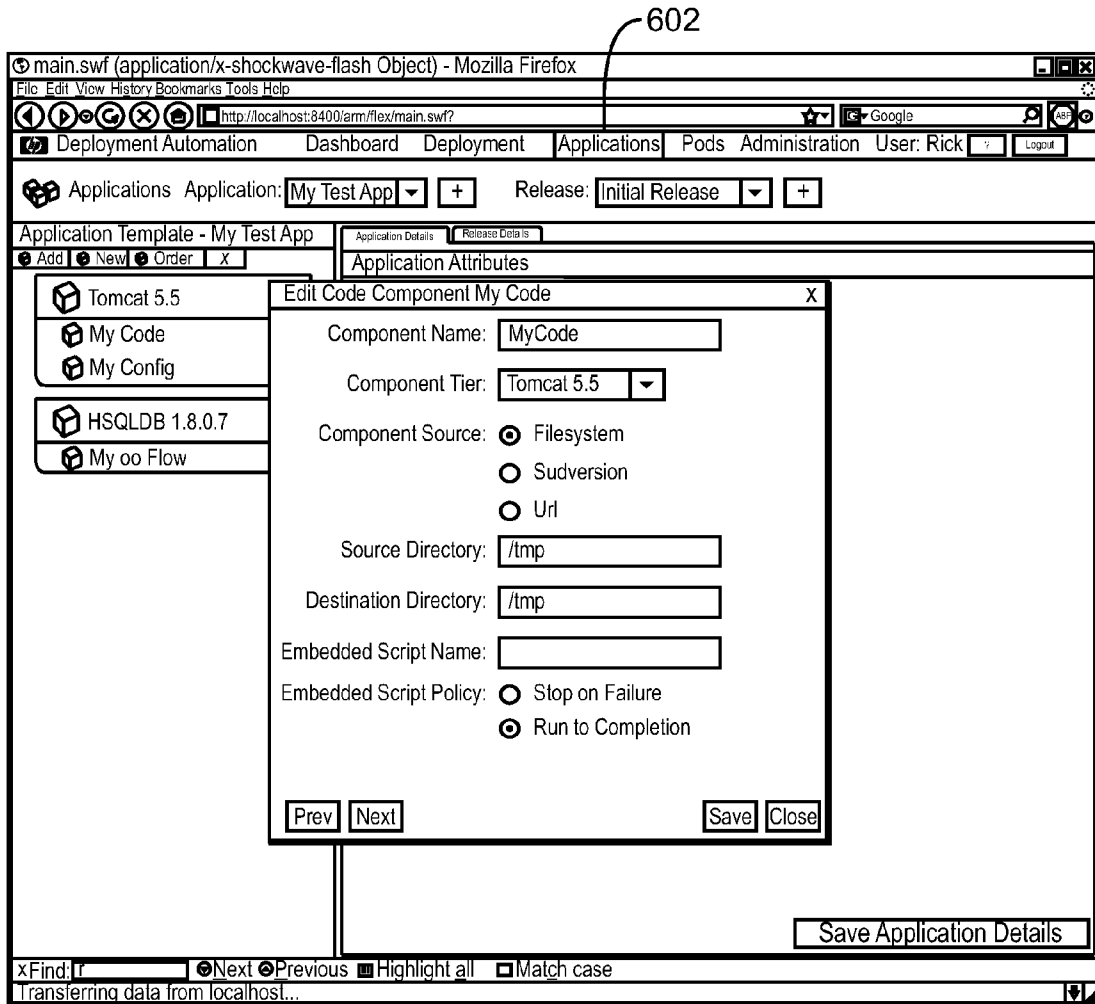 602
main.swf (application/x-shockwave-flash Object) - Mozilla Firefox
File Edit View History Bookmarks Tools Help
http://localhost:8400/arm/flex/main.swf? G Google ABP
hp Deployment Automation Dashboard Deployment Applications Pods Administration User: Rick ? Logout
Applications Application: My Test App + Release: Initial Release +
Application Template - My Test App Application Details Release Details
Add New Order X Application Attributes
Tomcat 5.5
My Code
My Config
HSQLDB 1.8.0.7
My oo Flow
Edit Code Component My Code X
Component Name: MyCode
Component Tier: Tomcat 5.5
Component Source: Filesystem
Sudversion
Url
Source Directory: /tmp
Destination Directory: /tmp
Embedded Script Name:
Embedded Script Policy: Stop on Failure
Run to Completion
Prev Next Save Close
Save Application Details
x Find: r Next Previous Highlight all Match case
Transferring data from localhost...